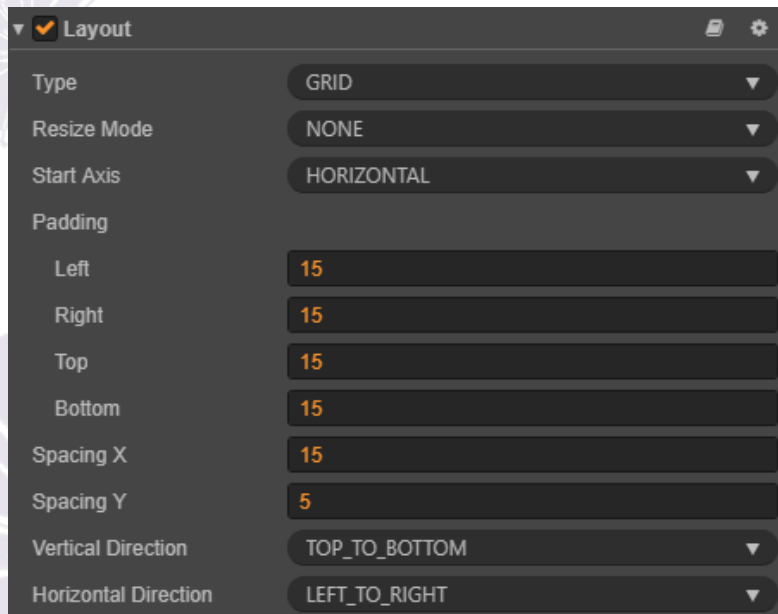 Layout
Type GRID
Resize Mode NONE
Start Axis HORIZONTAL
Padding
Left 15
Right 15
Top 15
Bottom 15
Spacing X 15
Spacing Y 5
Vertical Direction TOP_TO_BOTTOM
Horizontal Direction LEFT_TO_RIGHT